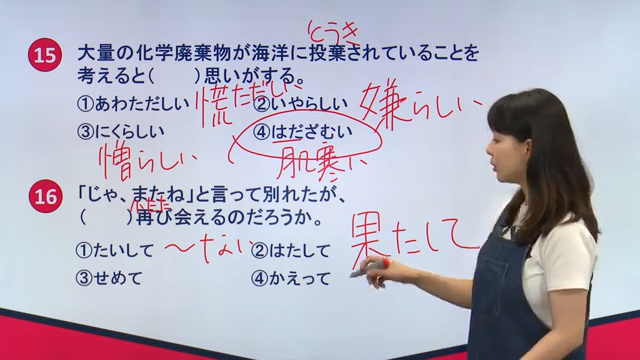 とうき
15 大量の化学廃棄物が海洋に投棄されていることを
考えると(　　)思いがする。
①あわただしい 慌ただしい ②いやらしい 嫌らしい
③にくらしい ④はだざむい
憎らしい 肌寒い
16 「じゃ、またね」と言って別れたが、
ふたた
(　　)再び会えるのだろうか。
①たいして ～ない ②はたして 果たして
③せめて ④かえって